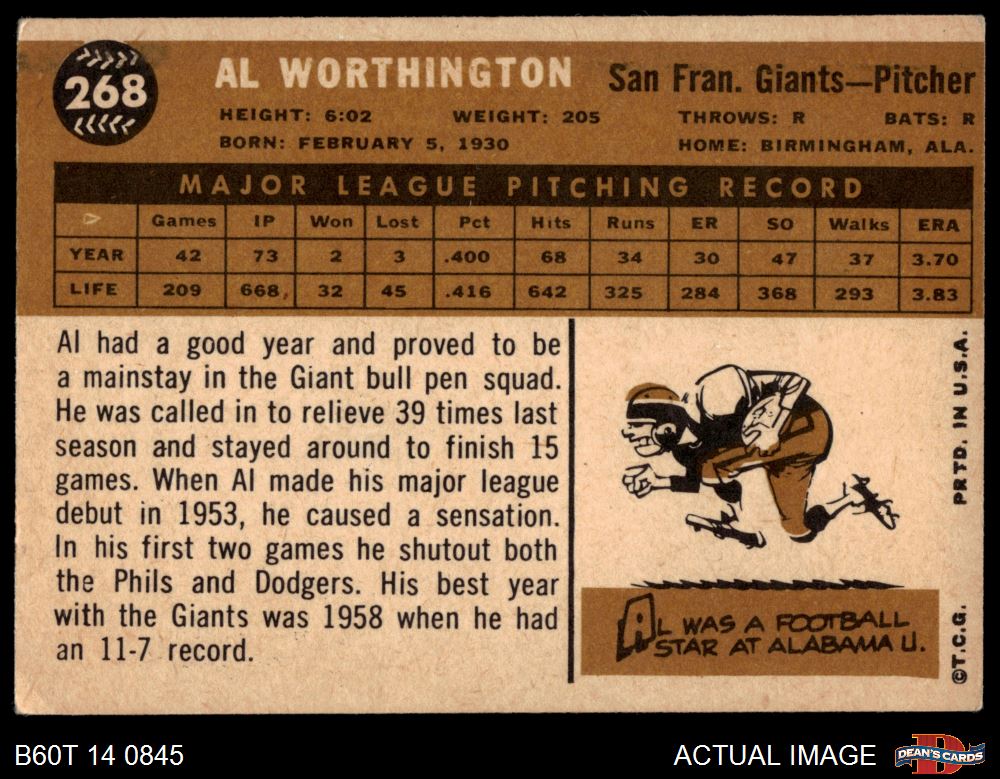 268
AL WORTHINGTON San Fran. Giants—Pitcher
HEIGHT: 6:02 WEIGHT: 205 THROWS: R BATS: R
BORN: FEBRUARY 5, 1930 HOME: BIRMINGHAM, ALA.
MAJOR LEAGUE PITCHING RECORD
Games IP Won Lost Pct Hits Runs ER SO Walks ERA
YEAR 42 73 2 3 .400 68 34 30 47 37 3.70
LIFE 209 668 32 45 .416 642 325 284 368 293 3.83
Al had a good year and proved to be
a mainstay in the Giant bull pen squad.
He was called in to relieve 39 times last
season and stayed around to finish 15
games. When Al made his major league
debut in 1953, he caused a sensation.
In his first two games he shutout both
the Phils and Dodgers. His best year
with the Giants was 1958 when he had
an 11-7 record.
AL WAS A FOOTBALL
STAR AT ALABAMA U.
©T.C.G. PRTD. IN U.S.A.
B60T 14 0845 ACTUAL IMAGE DEAN'S CARDS